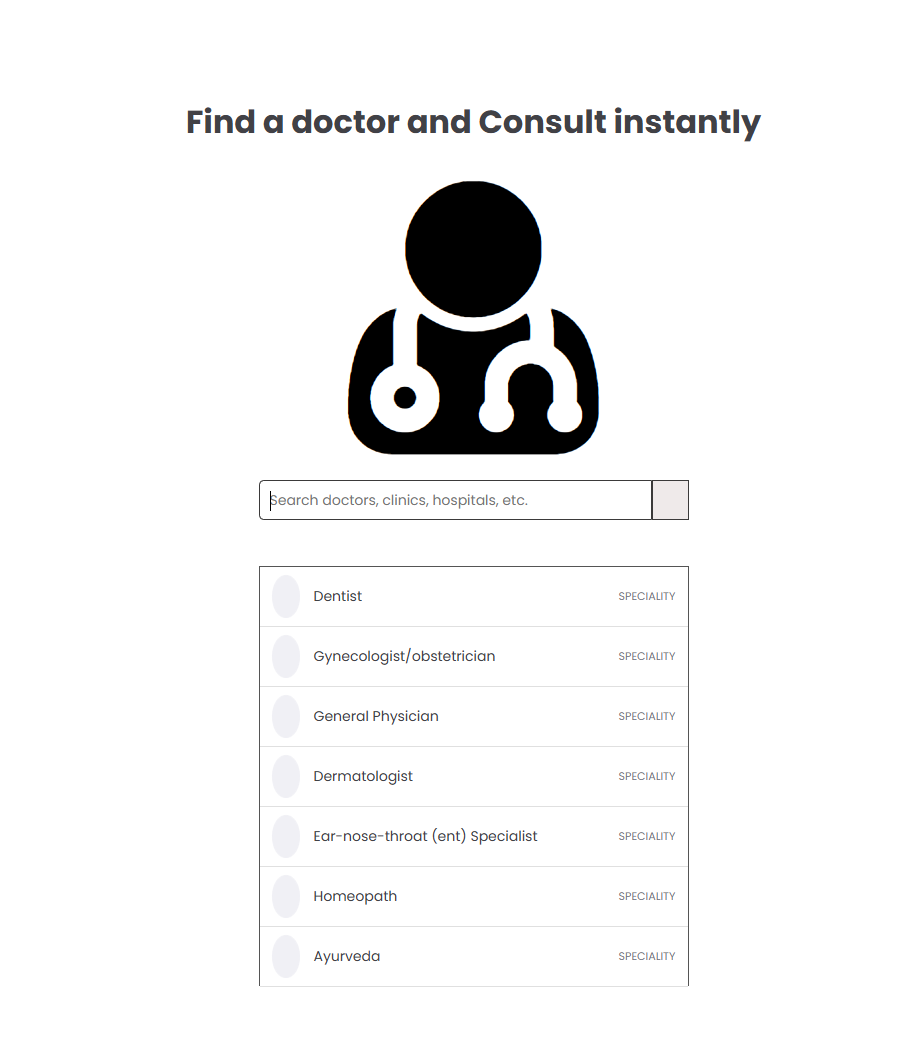 Find a doctor and Consult instantly
Search doctors, clinics, hospitals, etc.
Dentist SPECIALITY
Gynecologist/obstetrician SPECIALITY
General Physician SPECIALITY
Dermatologist SPECIALITY
Ear-nose-throat (ent) Specialist SPECIALITY
Homeopath SPECIALITY
Ayurveda SPECIALITY